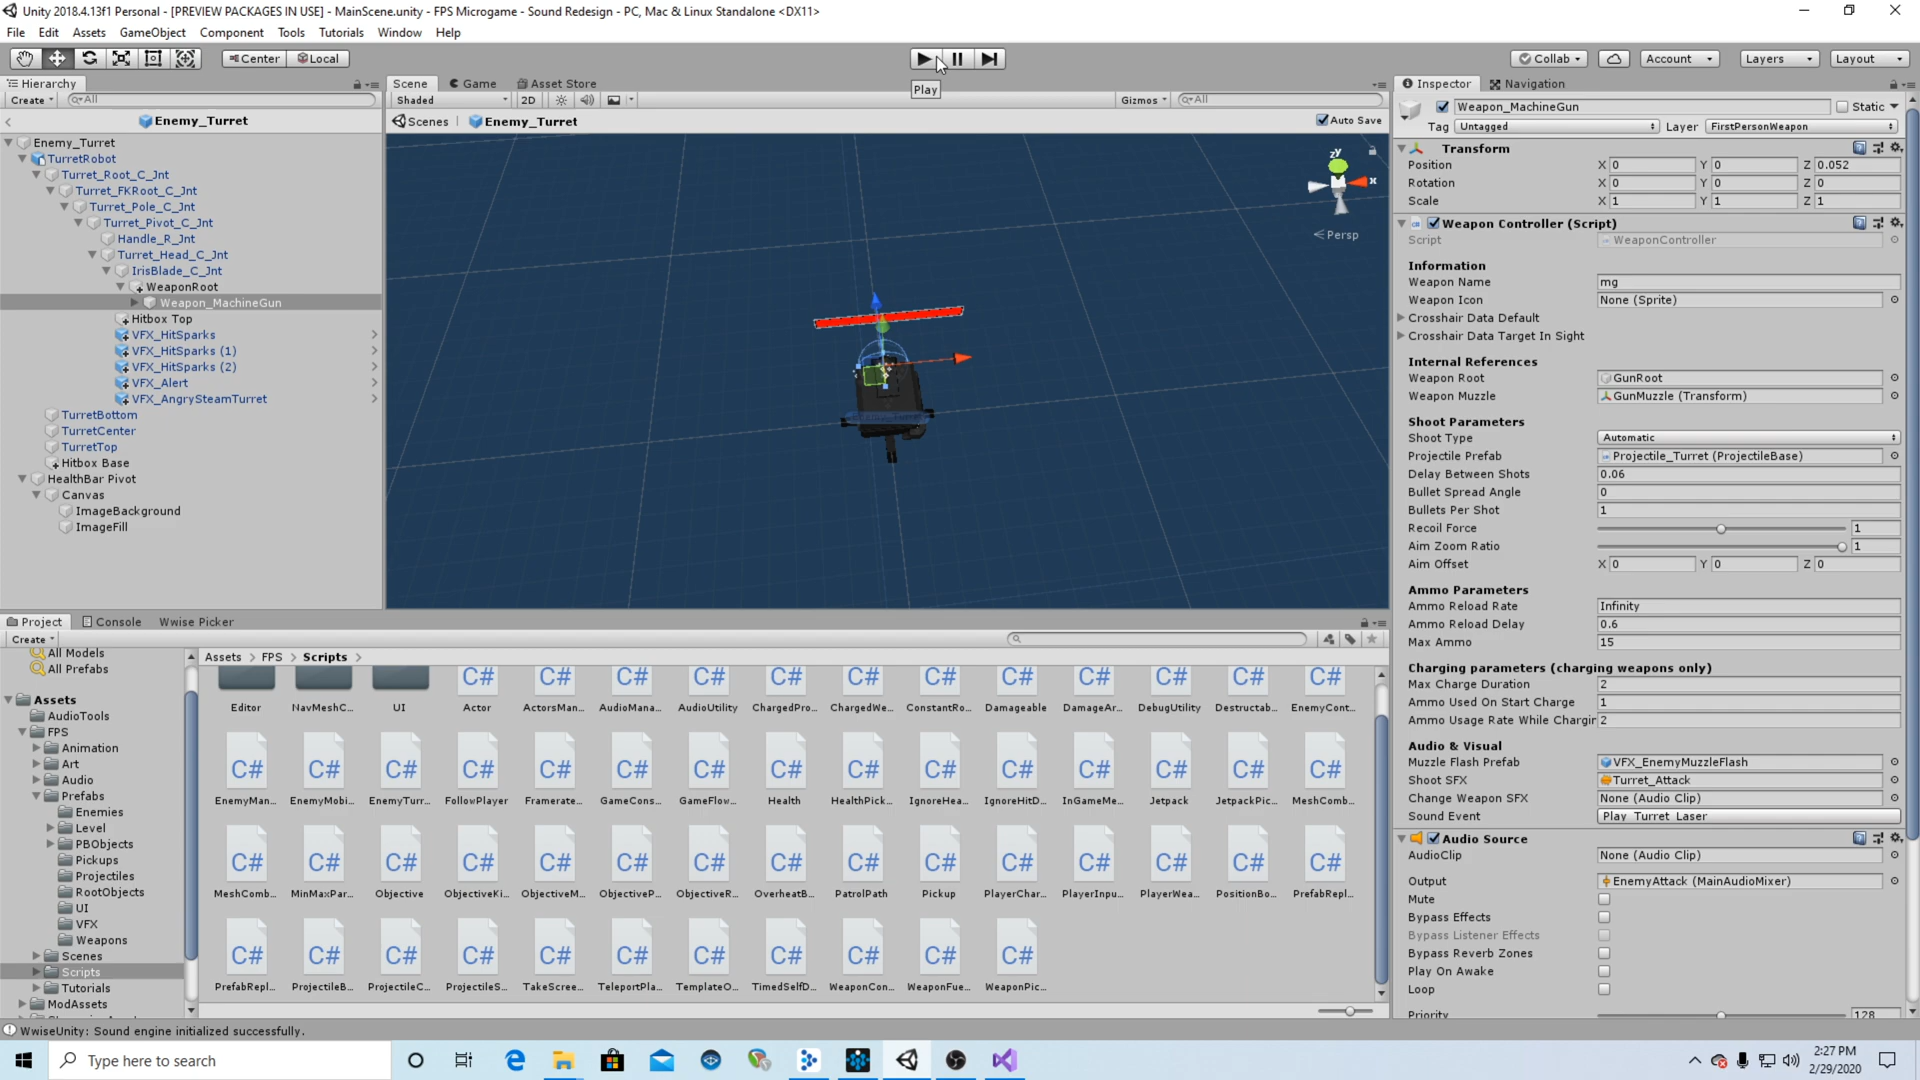 Unity 2018.4.13f1 Personal - [PREVIEW PACKAGES IN USE] - MainScene.unity - FPS Microgame - Sound Redesign - PC, Mac & Linux Standalone <DX11>
File Edit Assets GameObject Component Tools Tutorials Window Help
Center Local Collab Account Layers Layout
Play
Hierarchy
Create All
Enemy_Turret
Enemy_Turret
TurretRobot
Turret_Root_C_Jnt
Turret_FKRoot_C_Jnt
Turret_Pole_C_Jnt
Turret_Pivot_C_Jnt
Handle_R_Jnt
Turret_Head_C_Jnt
IrisBlade_C_Jnt
WeaponRoot
Weapon_MachineGun
Hitbox Top
VFX_HitSparks
VFX_HitSparks (1)
VFX_HitSparks (2)
VFX_Alert
VFX_AngrySteamTurret
TurretBottom
TurretCenter
TurretTop
Hitbox Base
HealthBar Pivot
Canvas
ImageBackground
ImageFill
Scene Game Asset Store
Shaded 2D Gizmos All
Scenes Enemy_Turret Auto Save
y
z
x
Persp
Inspector Navigation
Weapon_MachineGun Static
Tag Untagged Layer FirstPersonWeapon
Transform
Position X 0 Y 0 Z 0.052
Rotation X 0 Y 0 Z 0
Scale X 1 Y 1 Z 1
Weapon Controller (Script)
Script WeaponController
Information
Weapon Name mg
Weapon Icon None (Sprite)
Crosshair Data Default
Crosshair Data Target In Sight
Internal References
Weapon Root GunRoot
Weapon Muzzle GunMuzzle (Transform)
Shoot Parameters
Shoot Type Automatic
Projectile Prefab Projectile_Turret (ProjectileBase)
Delay Between Shots 0.06
Bullet Spread Angle 0
Bullets Per Shot 1
Recoil Force 1
Aim Zoom Ratio 1
Aim Offset X 0 Y 0 Z 0
Ammo Parameters
Ammo Reload Rate Infinity
Ammo Reload Delay 0.6
Max Ammo 15
Charging parameters (charging weapons only)
Max Charge Duration 2
Ammo Used On Start Charge 1
Ammo Usage Rate While Chargin 2
Audio & Visual
Muzzle Flash Prefab VFX_EnemyMuzzleFlash
Shoot SFX Turret_Attack
Change Weapon SFX None (Audio Clip)
Sound Event Play_Turret_Laser
Audio Source
AudioClip None (Audio Clip)
Output EnemyAttack (MainAudioMixer)
Mute
Bypass Effects
Bypass Listener Effects
Bypass Reverb Zones
Play On Awake
Loop
Priority 128
Project Console Wwise Picker
Create
All Models
All Prefabs
Assets
AudioTools
FPS
Animation
Art
Audio
Prefabs
Enemies
Level
PBObjects
Pickups
Projectiles
RootObjects
UI
VFX
Weapons
Scenes
Scripts
Tutorials
ModAssets
Assets > FPS > Scripts >
C# C# C# C# C# C# C# C# C# C# C# C#
Editor NavMeshC... UI Actor ActorsMan... AudioMana... AudioUtility ChargedPro... ChargedWe... ConstantRo... Damageable DamageAr... DebugUtility Destructab... EnemyCont...
C# C# C# C# C# C# C# C# C# C# C# C# C# C# C#
EnemyMan... EnemyMobi... EnemyTurr... FollowPlayer Framerate... GameCons... GameFlow... Health HealthPick... IgnoreHea... IgnoreHitD... InGameMe... Jetpack JetpackPic... MeshComb...
C# C# C# C# C# C# C# C# C# C# C# C# C# C# C#
MeshComb... MinMaxPar... Objective ObjectiveKi... ObjectiveM... ObjectiveP... ObjectiveR... OverheatB... PatrolPath Pickup PlayerChar... PlayerInpu... PlayerWea... PositionBo... PrefabRepl...
C# C# C# C# C# C# C# C# C# C# C#
PrefabRepl... ProjectileB... ProjectileC... ProjectileS... TakeScree... TeleportPla... TemplateO... TimedSelfD... WeaponCon... WeaponFue... WeaponPic...
WwiseUnity: Sound engine initialized successfully.
Type here to search
2:27 PM
2/29/2020